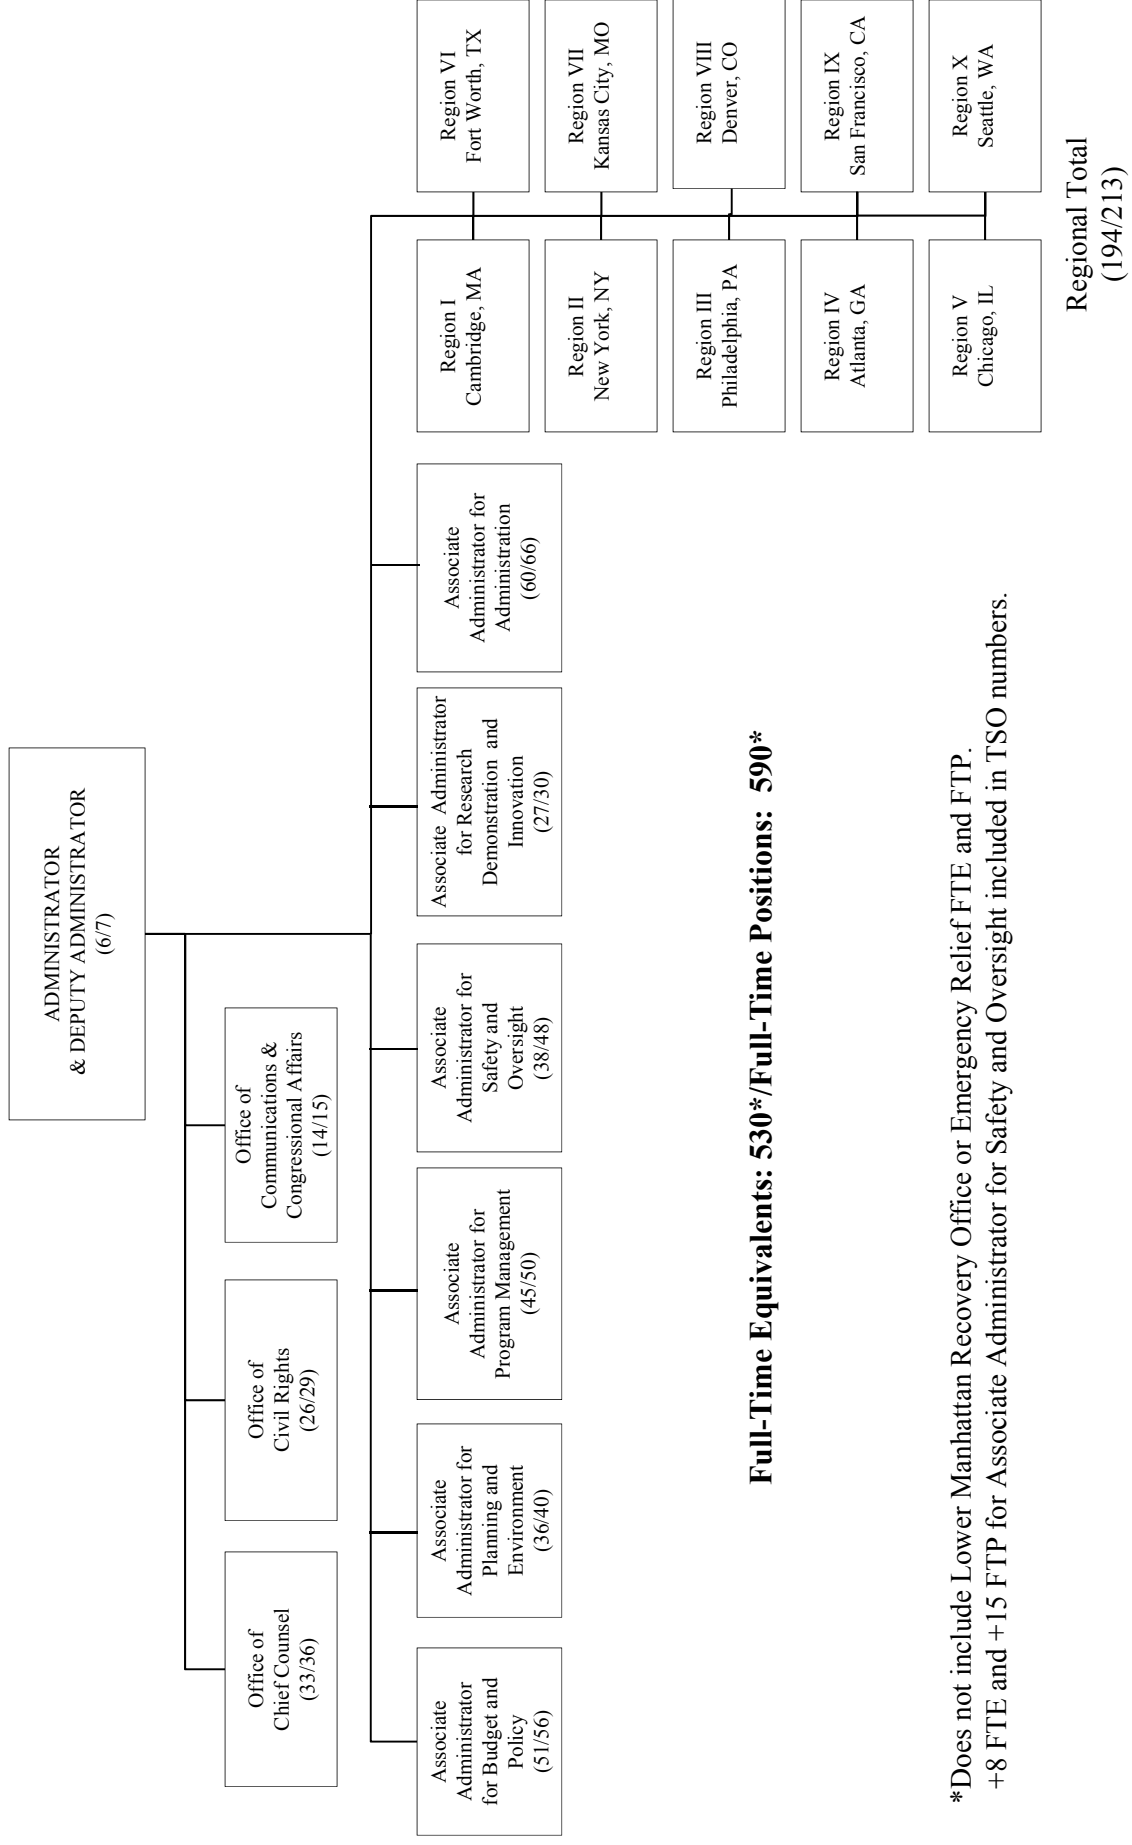 ADMINISTRATOR
& DEPUTY ADMINISTRATOR
(6/7)
Office of
Chief Counsel
(33/36)
Office of
Civil Rights
(26/29)
Office of
Communications &
Congressional Affairs
(14/15)
Associate
Administrator
for Budget and
Policy
(51/56)
Associate
Administrator for
Planning and
Environment
(36/40)
Associate
Administrator for
Program Management
(45/50)
Associate
Administrator for
Safety and
Oversight
(38/48)
Associate Administrator
for Research
Demonstration and
Innovation
(27/30)
Associate
Administrator for
Administration
(60/66)
Region I
Cambridge, MA
Region VI
Fort Worth, TX
Region II
New York, NY
Region VII
Kansas City, MO
Region III
Philadelphia, PA
Region VIII
Denver, CO
Region IV
Atlanta, GA
Region IX
San Francisco, CA
Region V
Chicago, IL
Region X
Seattle, WA
Regional Total
(194/213)
Full-Time Equivalents: 530*/Full-Time Positions: 590*
*Does not include Lower Manhattan Recovery Office or Emergency Relief FTE and FTP.
+8 FTE and +15 FTP for Associate Administrator for Safety and Oversight included in TSO numbers.